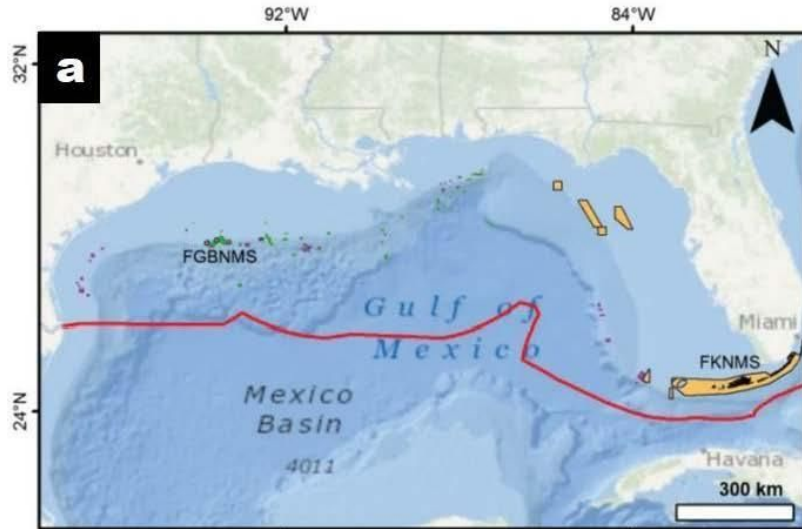 92°W
84°W
a
N
32°N
Houston
FGBNMS
Gulf of
Mexico
Miami
FKNMS
Mexico
Basin
4011
24°N
Havana
300 km